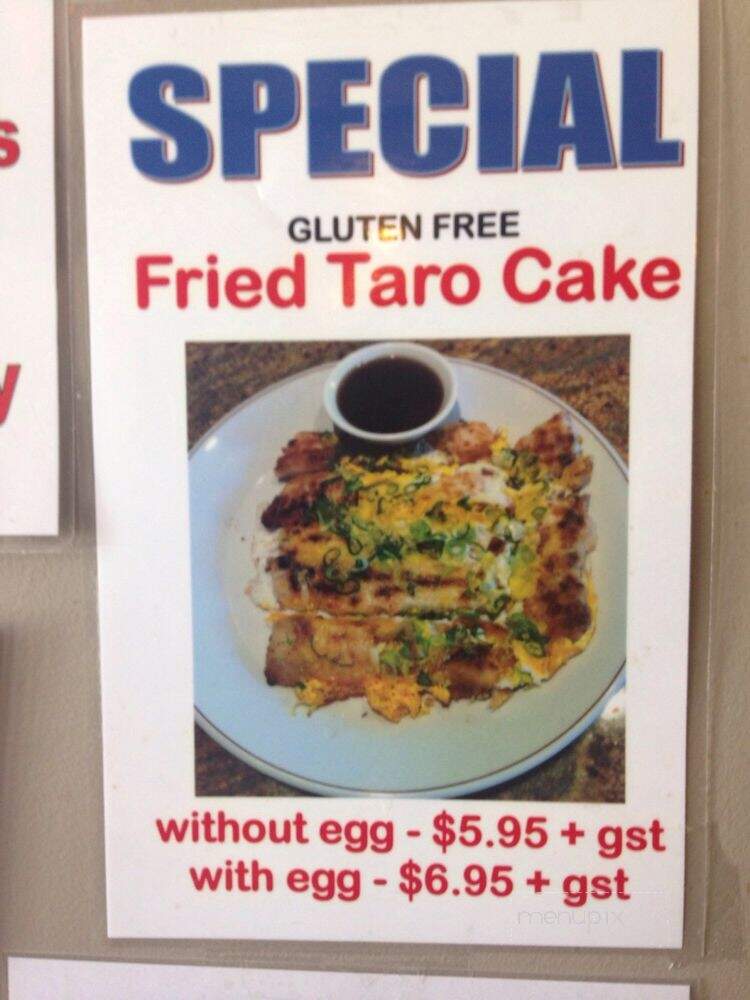 SPECIAL
GLUTEN FREE
Fried Taro Cake
without egg - $5.95 + gst
with egg - $6.95 + gst
menupix
s
y